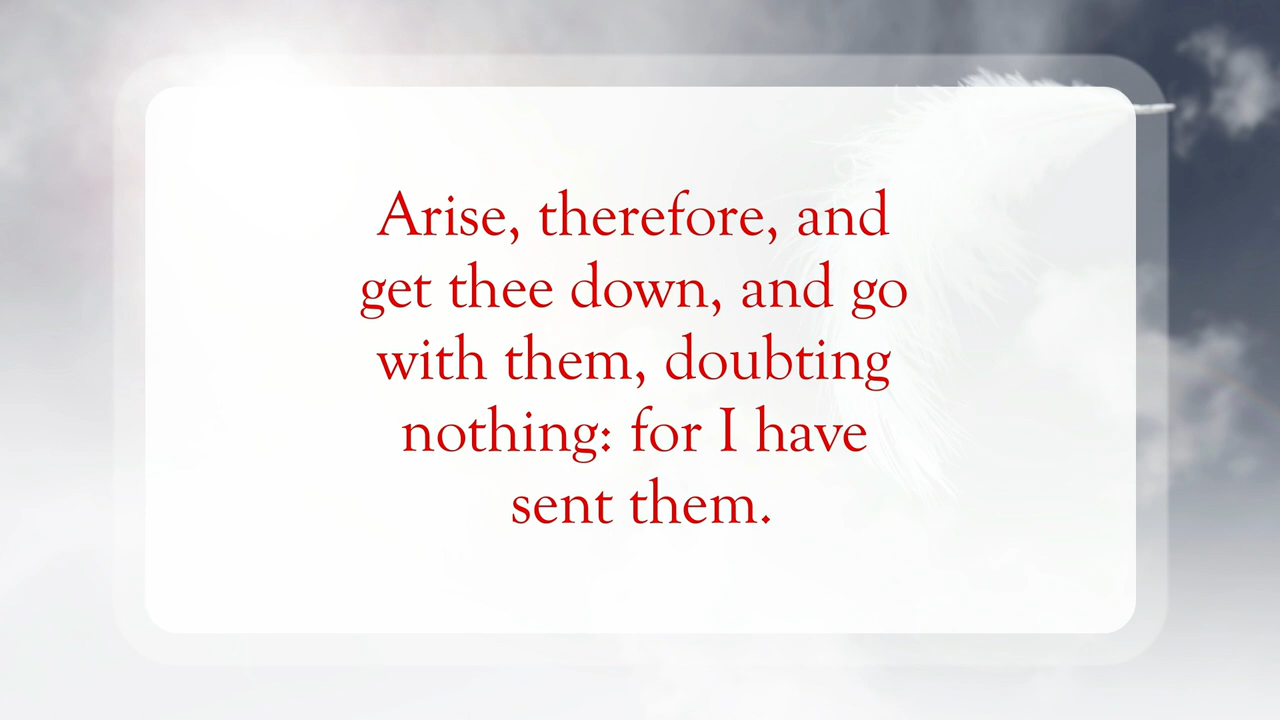 Arise, therefore, and
get thee down, and go
with them, doubting
nothing: for I have
sent them.